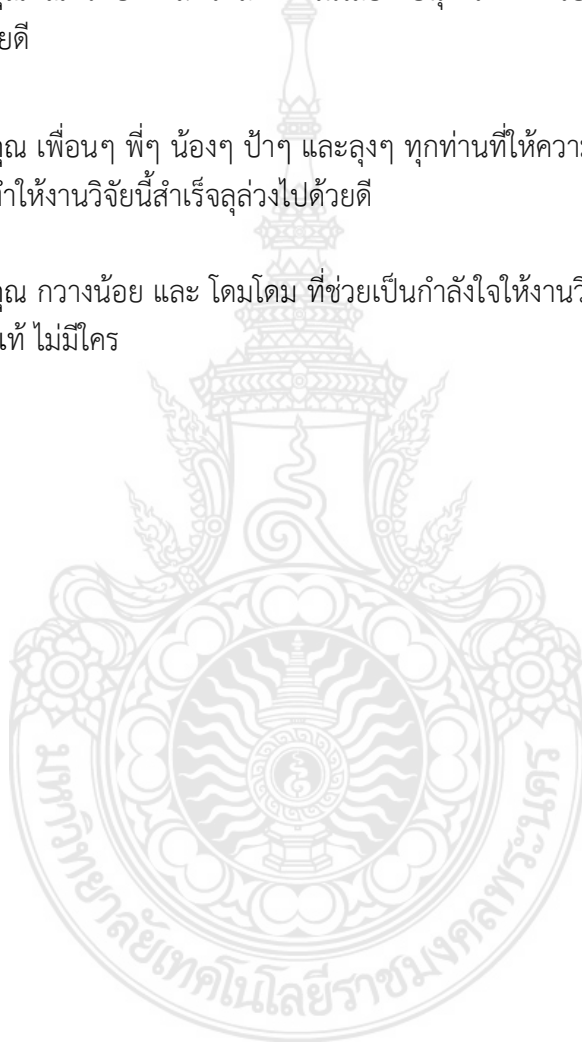 ยดี
คุณ เพื่อนๆ พี่ๆ น้องๆ ป้าๆ และลุงๆ ทุกท่านที่ให้ความ
ทำให้งานวิจัยนี้สำเร็จลุล่วงไปด้วยดี
คุณ กวางน้อย และ โดมโดม ที่ช่วยเป็นกำลังใจให้งานวิ
แท้ ไม่มีใคร
มหาวิทยาลัยเทคโนโลยีราชมงคลพระนคร